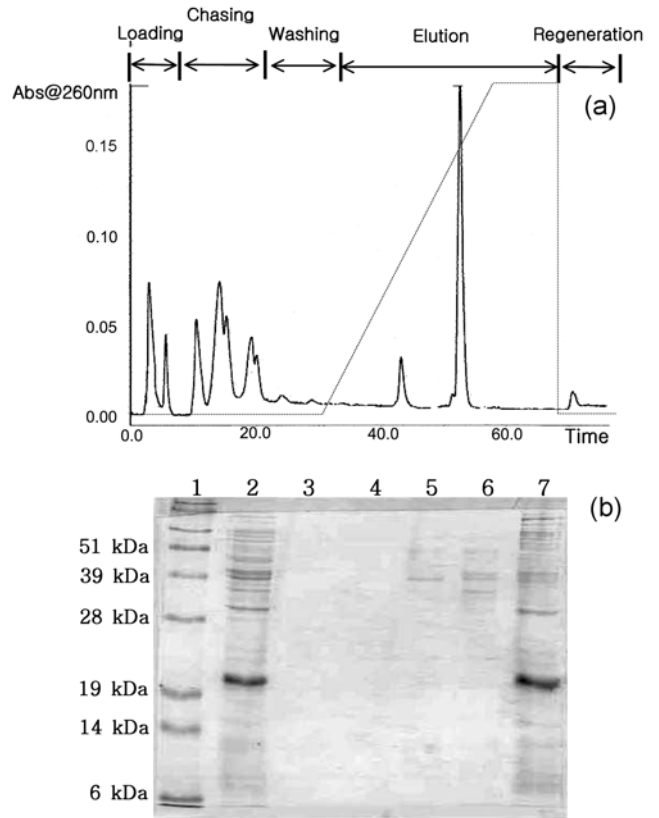 Loading
Chasing
Washing
Elution
Regeneration
Abs@260nm
(a)
0.15
0.10
0.05
0.00
0.0
20.0
40.0
60.0
Time
1 2 3 4 5 6 7
(b)
51 kDa
39 kDa
28 kDa
19 kDa
14 kDa
6 kDa